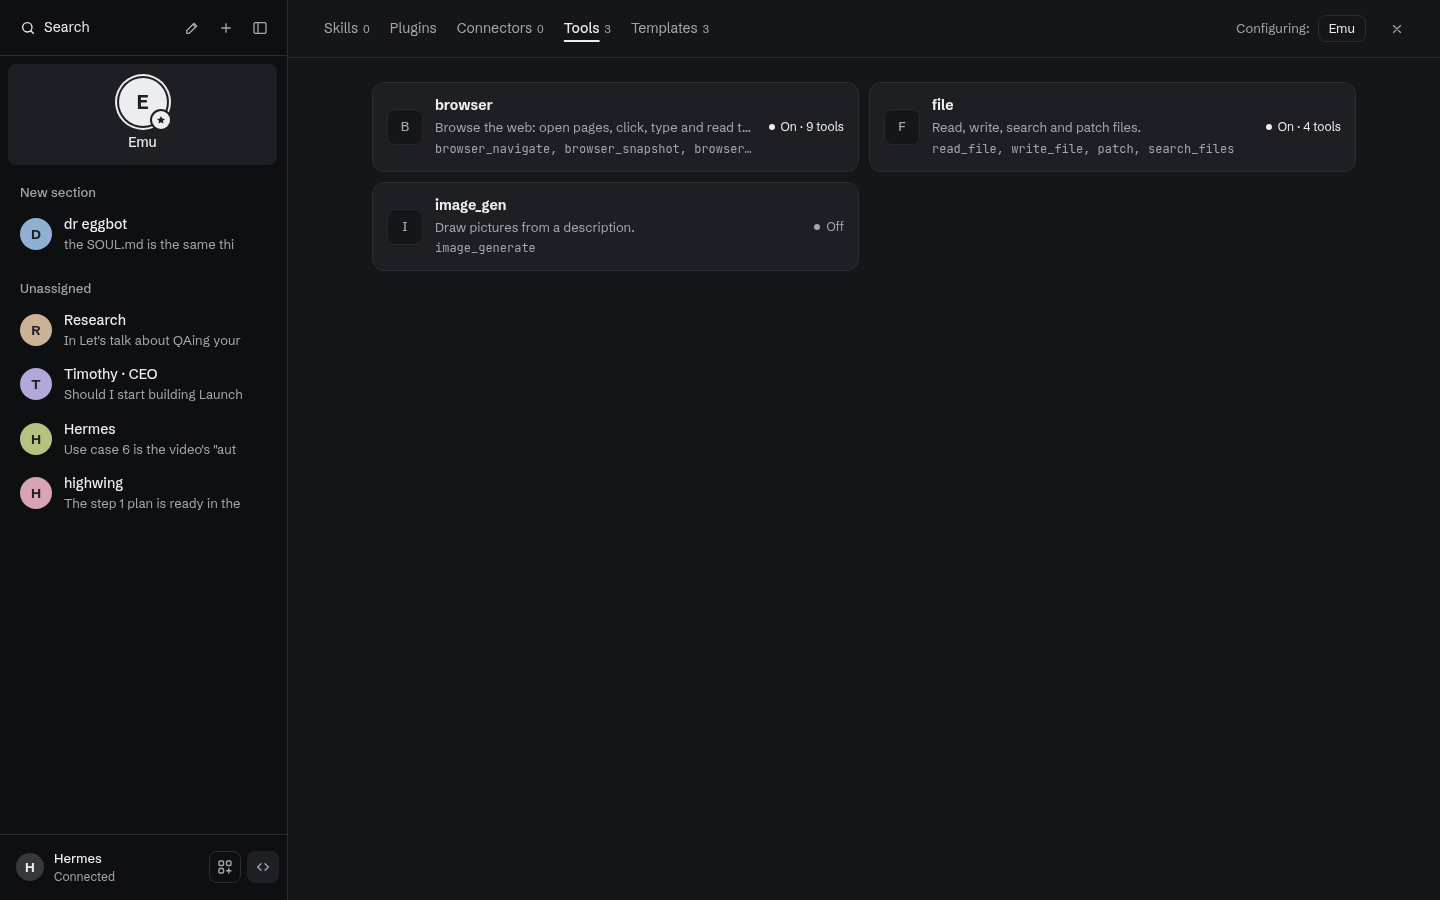 Search
E
Emu
New section
D
dr eggbot
the SOUL.md is the same thi
Unassigned
R
Research
In Let's talk about QAing your
T
Timothy · CEO
Should I start building Launch
H
Hermes
Use case 6 is the video's "aut
H
highwing
The step 1 plan is ready in the
H
Hermes
Connected
Skills 0 Plugins Connectors 0 Tools 3 Templates 3
Configuring: Emu
B
browser
Browse the web: open pages, click, type and read t…
browser_navigate, browser_snapshot, browser…
On · 9 tools
F
file
Read, write, search and patch files.
read_file, write_file, patch, search_files
On · 4 tools
I
image_gen
Draw pictures from a description.
image_generate
Off